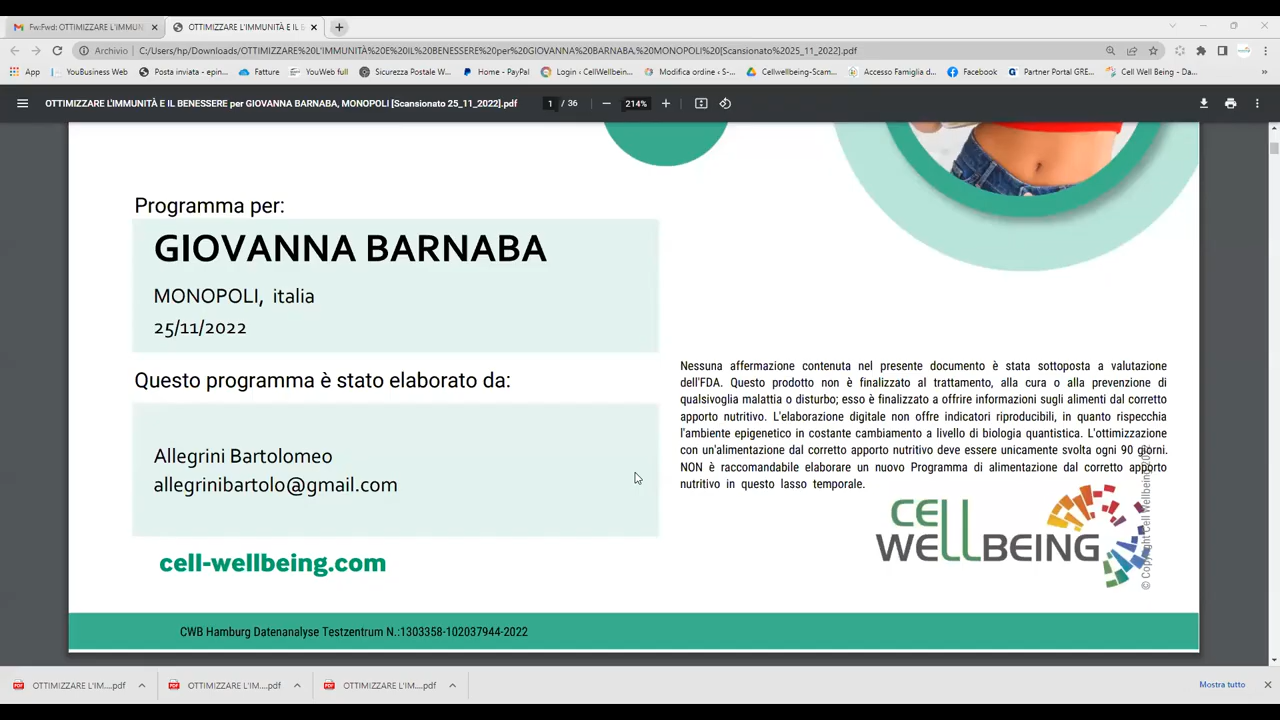 Fw:Fwd: OTTIMIZZARE L'IMMUN
OTTIMIZZARE L'IMMUNITÀ E IL B
Archivio
C:/Users/hp/Downloads/OTTIMIZZARE%20L'IMMUNITÀ%20E%20IL%20BENESSERE%20per%20GIOVANNA%20BARNABA,%20MONOPOLI%20[Scansionato%2025_11_2022].pdf
App
YouBusiness Web
Posta inviata - epin...
Fatture
YouWeb full
Sicurezza Postale W...
Home - PayPal
Login ‹ CellWellbein...
Modifica ordine ‹ S-...
Cellwellbeing-Scam...
Accesso Famiglia d...
Facebook
Partner Portal GRE...
Cell Well Being - Da...
OTTIMIZZARE L'IMMUNITÀ E IL BENESSERE per GIOVANNA BARNABA, MONOPOLI [Scansionato 25_11_2022].pdf
1 / 36
214%
Programma per:
GIOVANNA BARNABA
MONOPOLI, italia
25/11/2022
Questo programma è stato elaborato da:
Allegrini Bartolomeo
allegrinibartolo@gmail.com
cell-wellbeing.com
Nessuna affermazione contenuta nel presente documento è stata sottoposta a valutazione
dell'FDA. Questo prodotto non è finalizzato al trattamento, alla cura o alla prevenzione di
qualsivoglia malattia o disturbo; esso è finalizzato a offrire informazioni sugli alimenti dal corretto
apporto nutritivo. L'elaborazione digitale non offre indicatori riproducibili, in quanto rispecchia
l'ambiente epigenetico in costante cambiamento a livello di biologia quantistica. L'ottimizzazione
con un'alimentazione dal corretto apporto nutritivo deve essere unicamente svolta ogni 90 giorni.
NON è raccomandabile elaborare un nuovo Programma di alimentazione dal corretto apporto
nutritivo in questo lasso temporale.
CELL
WELLBEING
© Copyright Cell Wellbeing
CWB Hamburg Datenanalyse Testzentrum N.:1303358-102037944-2022
OTTIMIZZARE L'IM....pdf
OTTIMIZZARE L'IM....pdf
OTTIMIZZARE L'IM....pdf
Mostra tutto